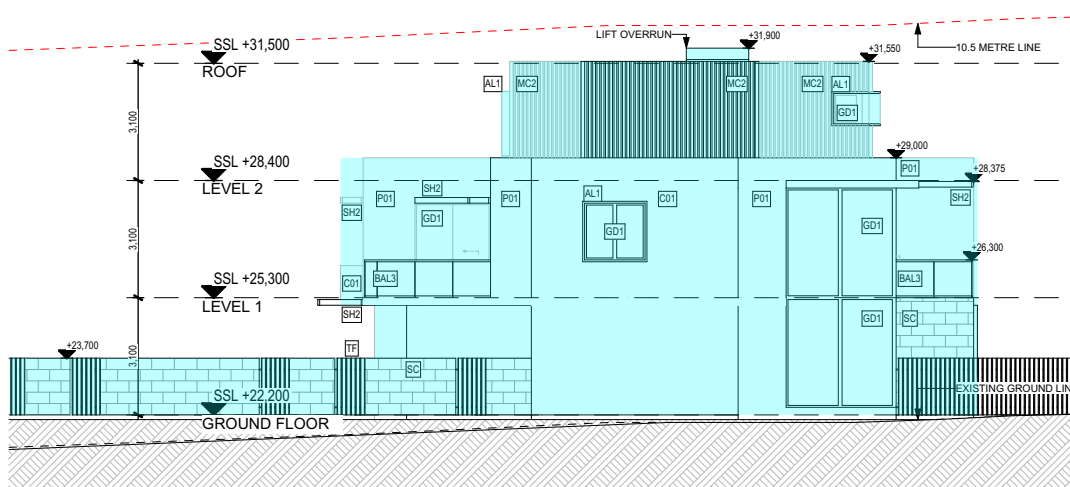 LIFT OVERRUN
+31,900
10.5 METRE LINE
SSL +31,500
+31,550
ROOF
AL1
MC2
MC2
MC2
AL1
GD1
3,100
+29,000
SSL +28,400
P01
+28,375
LEVEL 2
SH2
P01
SH2
P01
AL1
C01
P01
SH2
GD1
GD1
GD1
3,100
+26,300
SSL +25,300
C01
BAL3
BAL3
LEVEL 1
SH2
GD1
SC
+23,700
TF
3,100
SC
SSL +22,200
EXISTING GROUND LIN
GROUND FLOOR